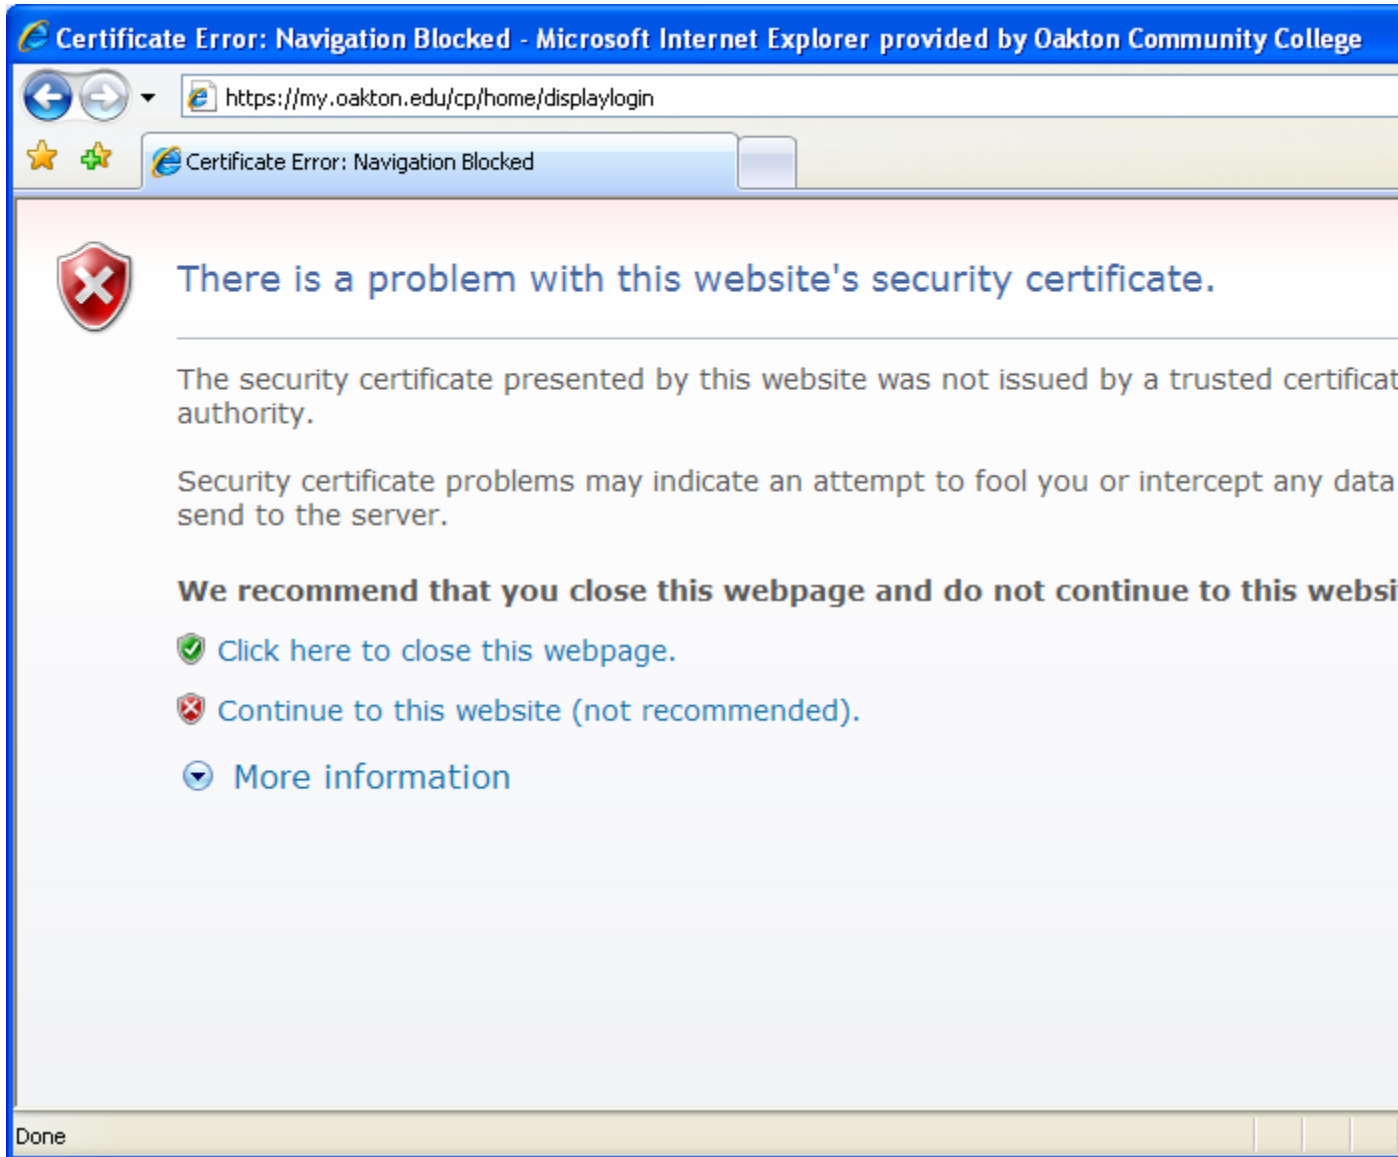 Certificate Error: Navigation Blocked - Microsoft Internet Explorer provided by Oakton Community College
https://my.oakton.edu/cp/home/displaylogin
Certificate Error: Navigation Blocked
There is a problem with this website's security certificate.
The security certificate presented by this website was not issued by a trusted certificat
authority.
Security certificate problems may indicate an attempt to fool you or intercept any data
send to the server.
We recommend that you close this webpage and do not continue to this websi
Click here to close this webpage.
Continue to this website (not recommended).
More information
Done